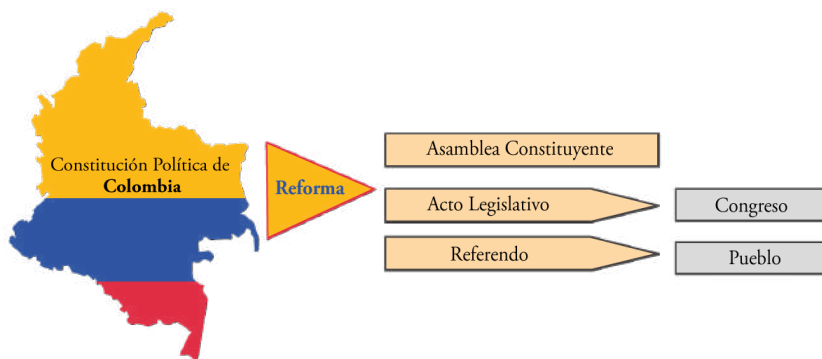 Constitución Política de
Colombia
Reforma
Asamblea Constituyente
Acto Legislativo
Congreso
Referendo
Pueblo